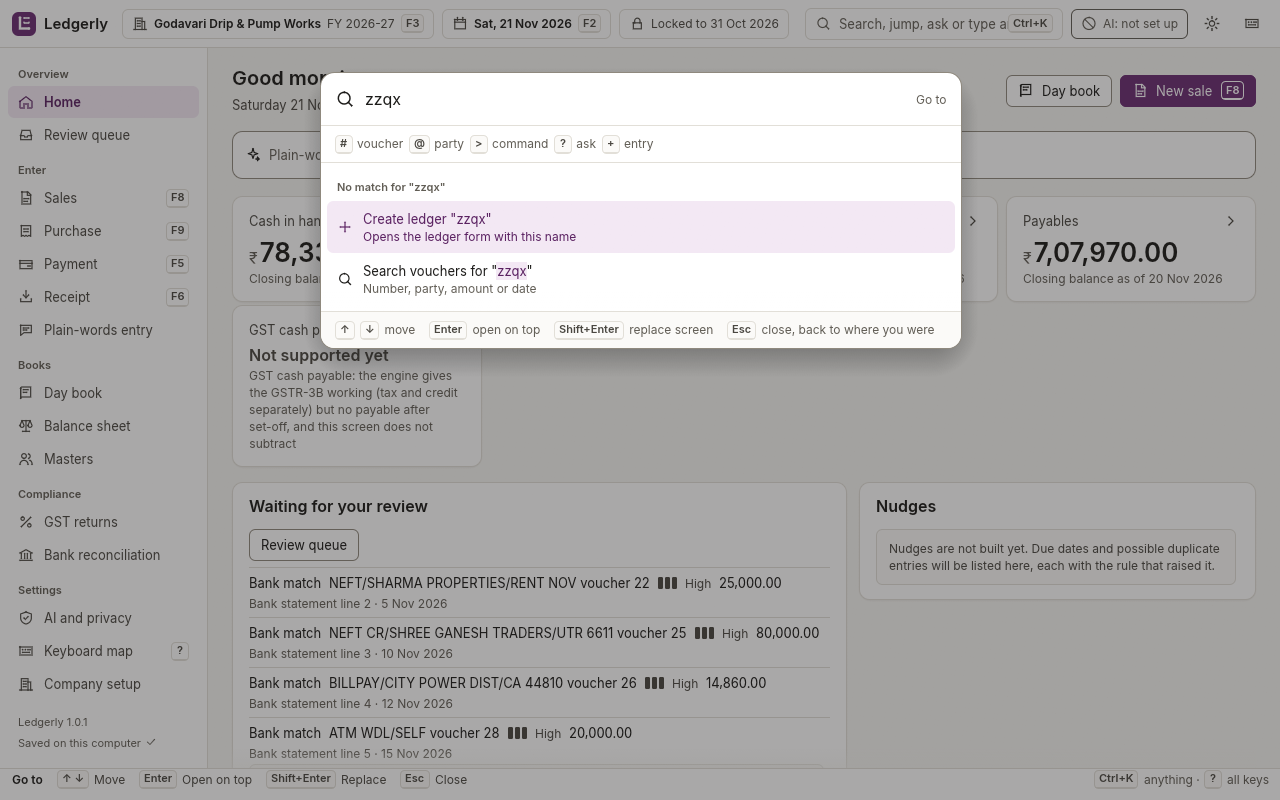 Ledgerly
Godavari Drip & Pump Works FY 2026-27 F3
Sat, 21 Nov 2026 F2
Locked to 31 Oct 2026
Search, jump, ask or type a Ctrl+K
AI: not set up
Overview
Home
Review queue
Enter
Sales F8
Purchase F9
Payment F5
Receipt F6
Plain-words entry
Books
Day book
Balance sheet
Masters
Compliance
GST returns
Bank reconciliation
Settings
AI and privacy
Keyboard map ?
Company setup
Ledgerly 1.0.1
Saved on this computer
Good
Saturday 21
Day book
New sale F8
zzqx
Go to
# voucher @ party > command ? ask + entry
No match for "zzqx"
Create ledger "zzqx"
Opens the ledger form with this name
Search vouchers for "zzqx"
Number, party, amount or date
↑ ↓ move Enter open on top Shift+Enter replace screen Esc close, back to where you were
Cash in
Closing
Payables
₹7,07,970.00
Closing balance as of 20 Nov 2026
GST cash
Not supported yet
GST cash payable: the engine gives
the GSTR-3B working (tax and credit
separately) but no payable after
set-off, and this screen does not
subtract
Waiting for your review
Review queue
Bank match NEFT/SHARMA PROPERTIES/RENT NOV voucher 22 High 25,000.00
Bank statement line 2 · 5 Nov 2026
Bank match NEFT CR/SHREE GANESH TRADERS/UTR 6611 voucher 25 High 80,000.00
Bank statement line 3 · 10 Nov 2026
Bank match BILLPAY/CITY POWER DIST/CA 44810 voucher 26 High 14,860.00
Bank statement line 4 · 12 Nov 2026
Bank match ATM WDL/SELF voucher 28 High 20,000.00
Bank statement line 5 · 15 Nov 2026
Nudges
Nudges are not built yet. Due dates and possible duplicate
entries will be listed here, each with the rule that raised it.
Go to ↑↓ Move Enter Open on top Shift+Enter Replace Esc Close
Ctrl+K anything · ? all keys